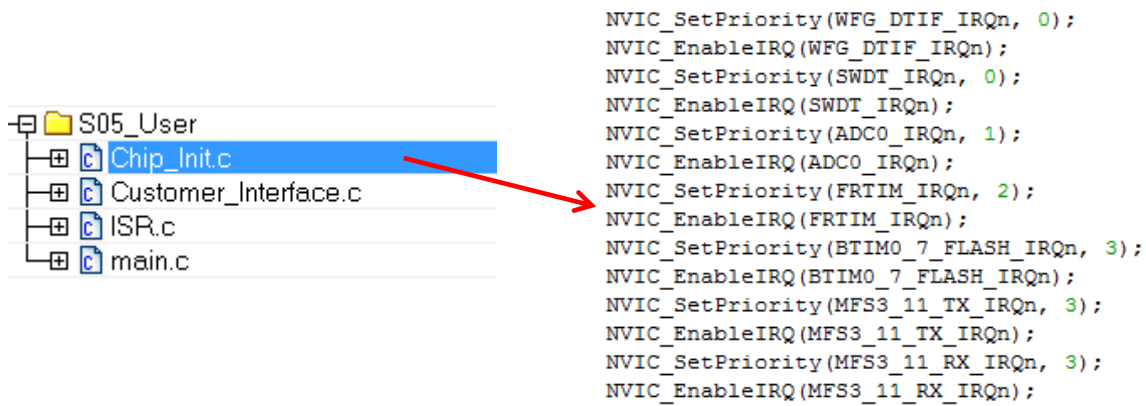 S05_User
Chip_Init.c
Customer_Interface.c
ISR.c
main.c
NVIC_SetPriority(WFG_DTIF_IRQn, 0);
NVIC_EnableIRQ(WFG_DTIF_IRQn);
NVIC_SetPriority(SWDT_IRQn, 0);
NVIC_EnableIRQ(SWDT_IRQn);
NVIC_SetPriority(ADC0_IRQn, 1);
NVIC_EnableIRQ(ADC0_IRQn);
NVIC_SetPriority(FRTIM_IRQn, 2);
NVIC_EnableIRQ(FRTIM_IRQn);
NVIC_SetPriority(BTIM0_7_FLASH_IRQn, 3);
NVIC_EnableIRQ(BTIM0_7_FLASH_IRQn);
NVIC_SetPriority(MFS3_11_TX_IRQn, 3);
NVIC_EnableIRQ(MFS3_11_TX_IRQn);
NVIC_SetPriority(MFS3_11_RX_IRQn, 3);
NVIC_EnableIRQ(MFS3_11_RX_IRQn);